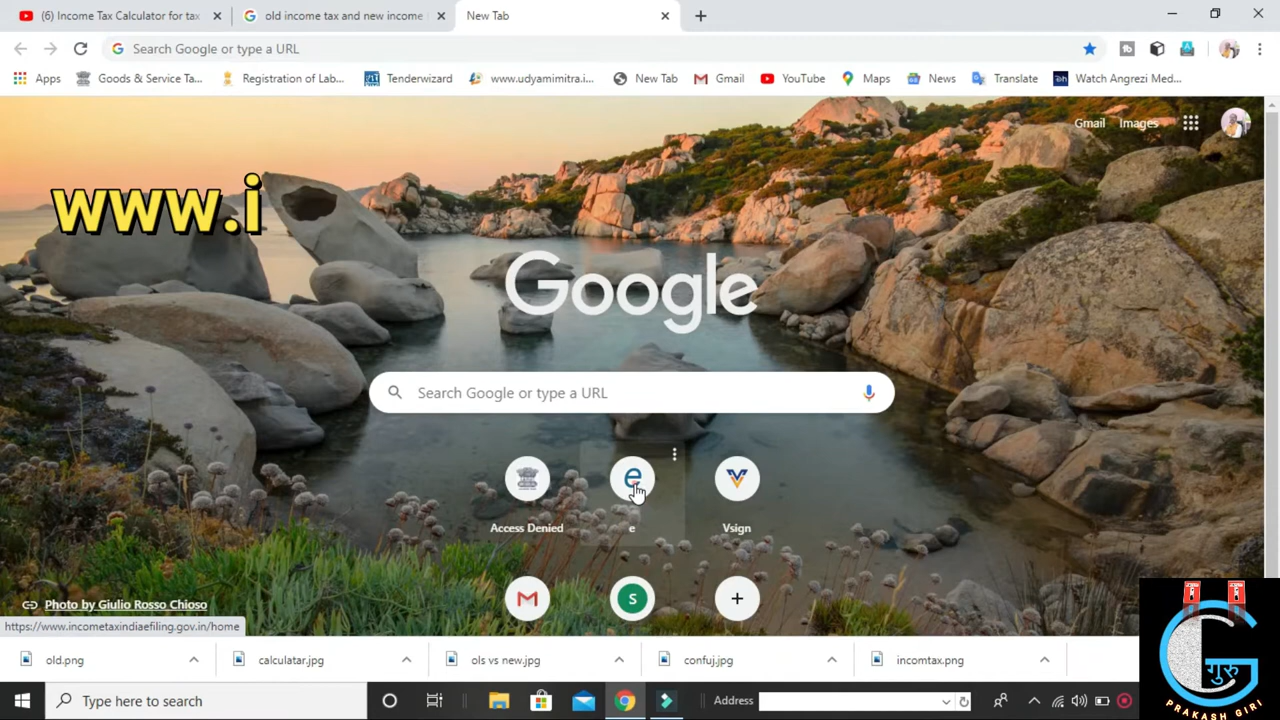 (6) Income Tax Calculator for tax
old income tax and new income
New Tab
Search Google or type a URL
Apps
Goods & Service Ta...
Registration of Lab...
Tenderwizard
www.udyamimitra.i...
New Tab
Gmail
YouTube
Maps
News
Translate
Watch Angrezi Med...
Gmail
Images
www.i
Google
Search Google or type a URL
Access Denied
e
Vsign
S
Photo by Giulio Rosso Chioso
https://www.incometaxindiaefiling.gov.in/home
old.png
calculatar.jpg
ols vs new.jpg
confuj.jpg
incomtax.png
Type here to search
Address
गुरु
PRAKASH GIRI